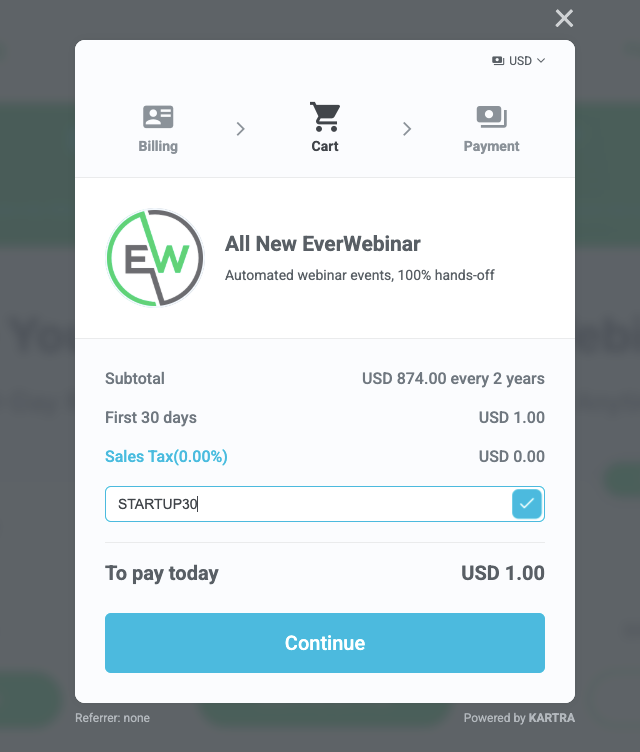 USD
Billing
Cart
Payment
EW
All New EverWebinar
Automated webinar events, 100% hands-off
Subtotal USD 874.00 every 2 years
First 30 days USD 1.00
Sales Tax(0.00%) USD 0.00
STARTUP30
To pay today USD 1.00
Continue
Referrer: none Powered by KARTRA